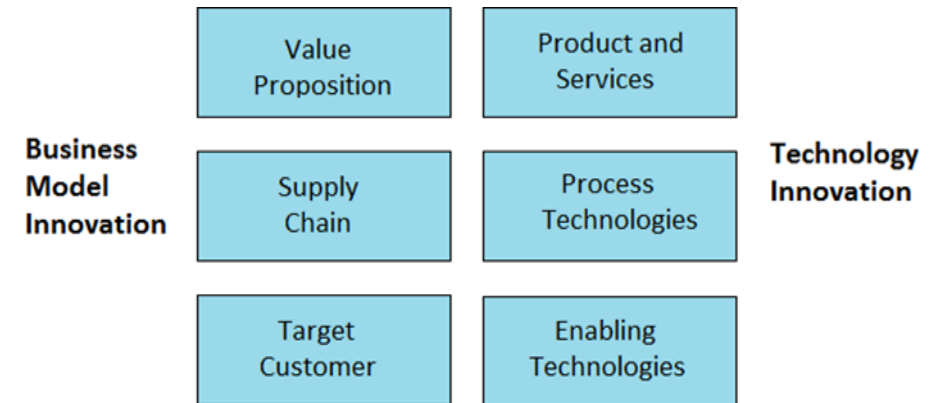 Value
Proposition
Product and
Services
Business
Model
Innovation
Supply
Chain
Process
Technologies
Technology
Innovation
Target
Customer
Enabling
Technologies